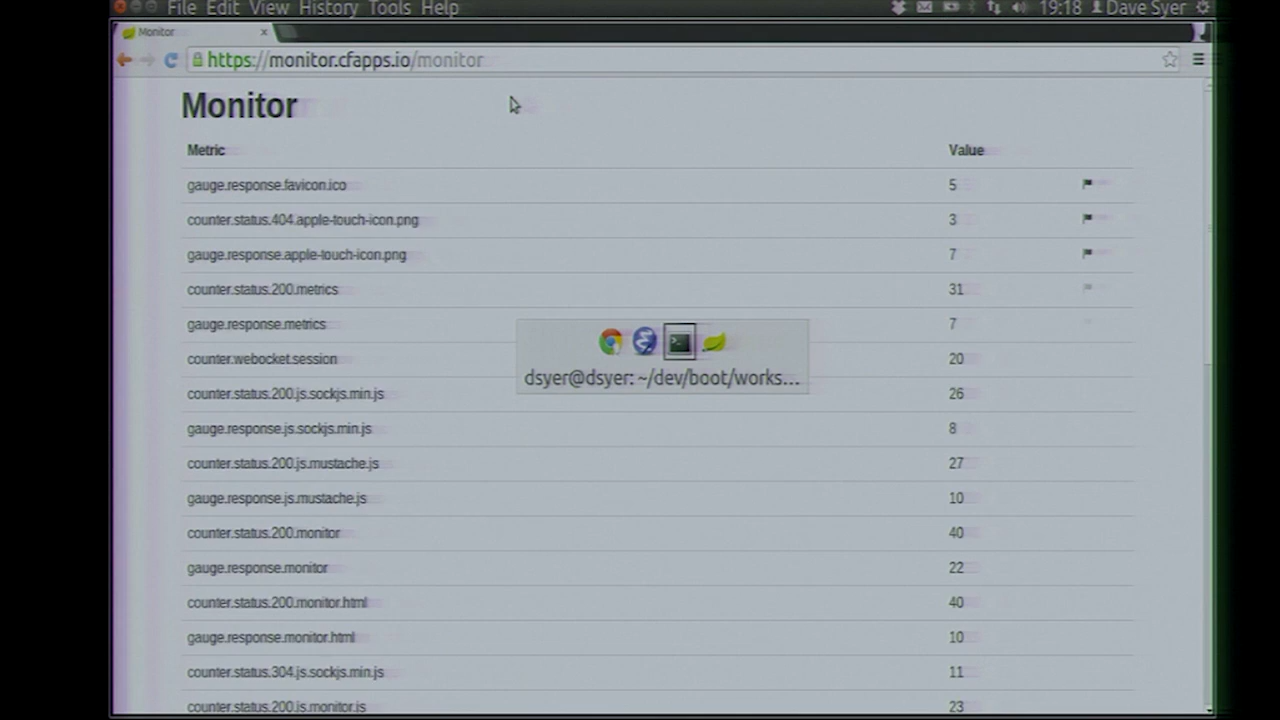 File Edit View History Tools Help 19:18 Dave Syer
Monitor
https://monitor.cfapps.io/monitor
Monitor
Metric Value
gauge.response.favicon.ico 5
counter.status.404.apple-touch-icon.png 3
gauge.response.apple-touch-icon.png 7
counter.status.200.metrics 31
gauge.response.metrics 7
counter.webocket.session 20
counter.status.200.js.sockjs.min.js 26
gauge.response.js.sockjs.min.js 8
counter.status.200.js.mustache.js 27
gauge.response.js.mustache.js 10
counter.status.200.monitor 40
gauge.response.monitor 22
counter.status.200.monitor.html 40
gauge.response.monitor.html 10
counter.status.304.js.sockjs.min.js 11
counter.status.200.js.monitor.js 23
dsyer@dsyer: ~/dev/boot/works...